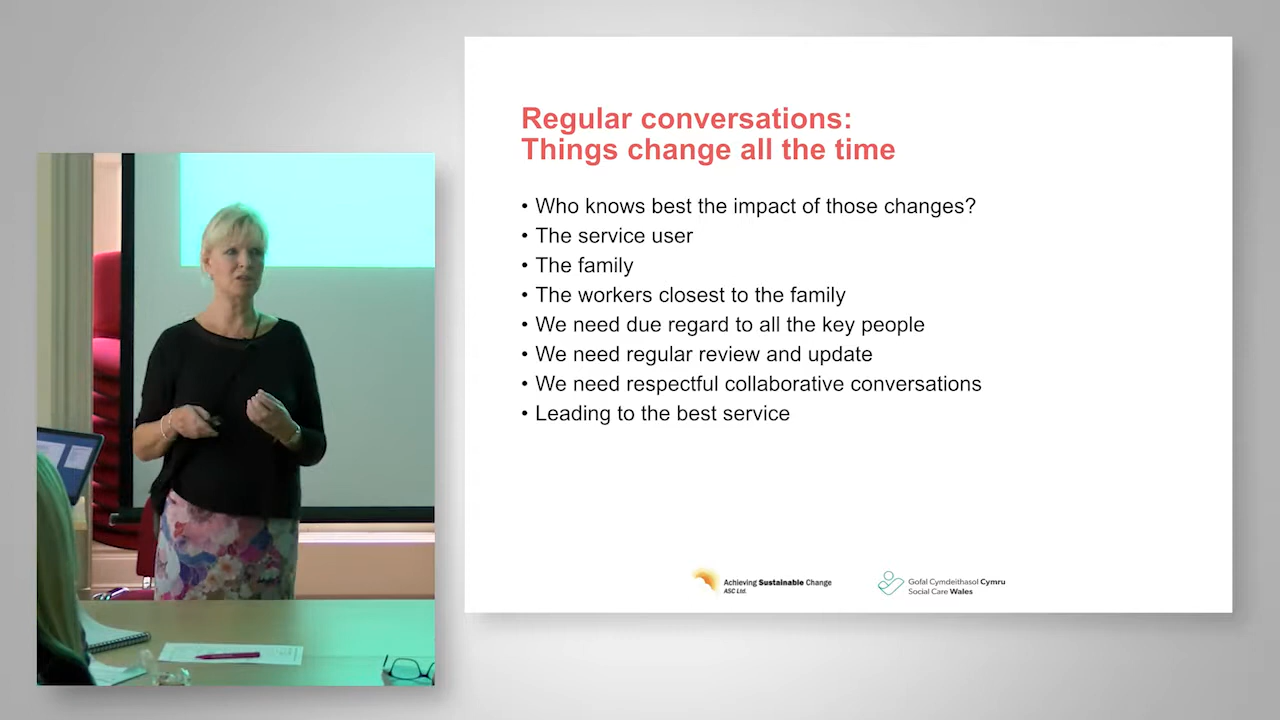 Regular conversations:
Things change all the time
• Who knows best the impact of those changes?
• The service user
• The family
• The workers closest to the family
• We need due regard to all the key people
• We need regular review and update
• We need respectful collaborative conversations
• Leading to the best service
Achieving Sustainable Change
ASC Ltd.
Gofal Cymdeithasol Cymru
Social Care Wales